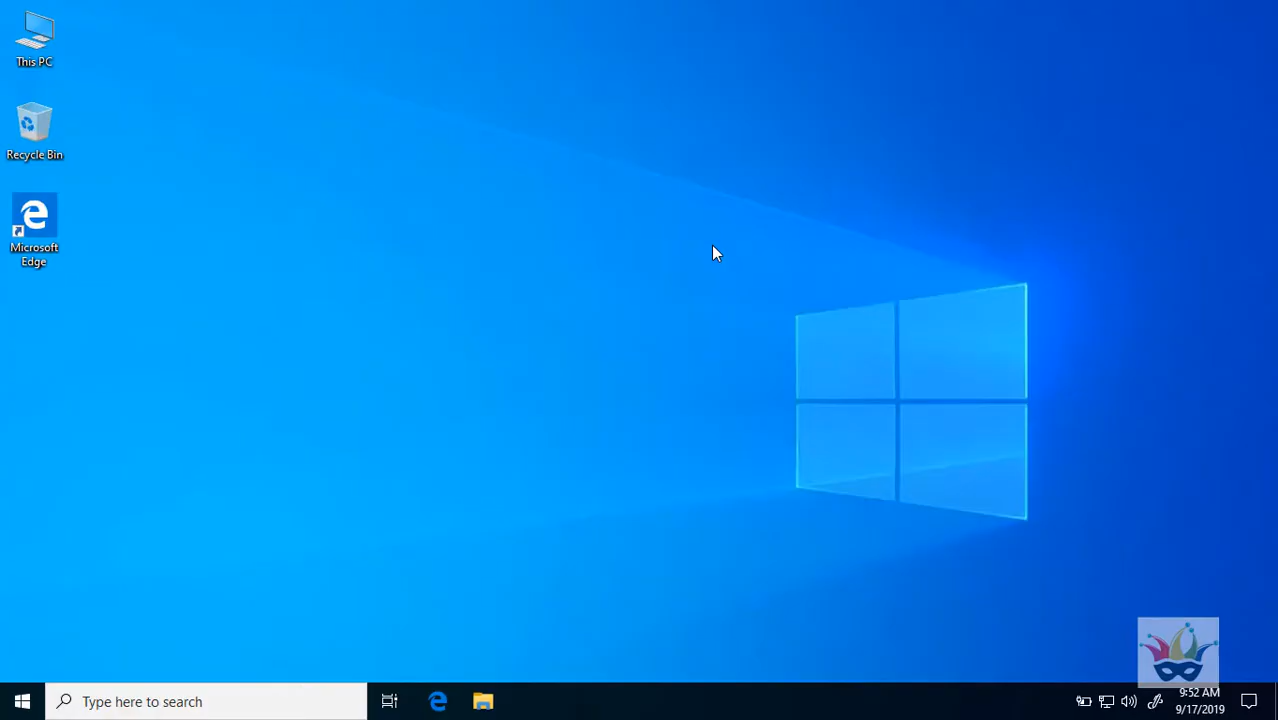 This PC
Recycle Bin
Microsoft
Edge
Type here to search
9:52 AM
9/17/2019